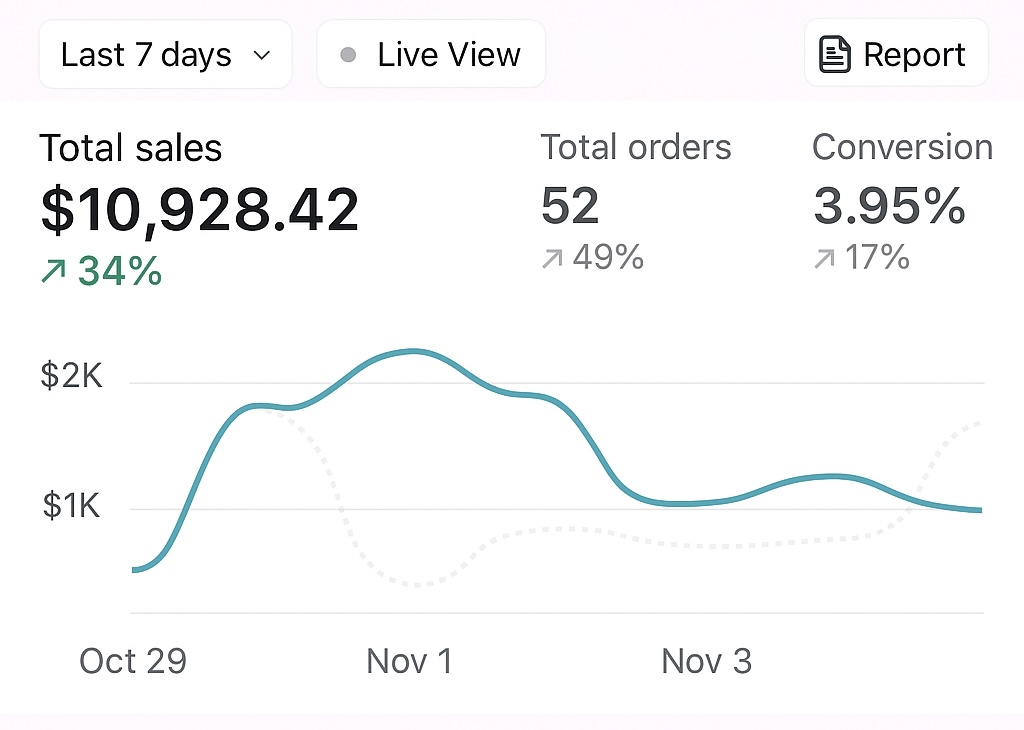 Last 7 days
Live View
Report
Total sales
$10,928.42
34%
Total orders
52
49%
Conversion
3.95%
17%
$2K
$1K
Oct 29
Nov 1
Nov 3